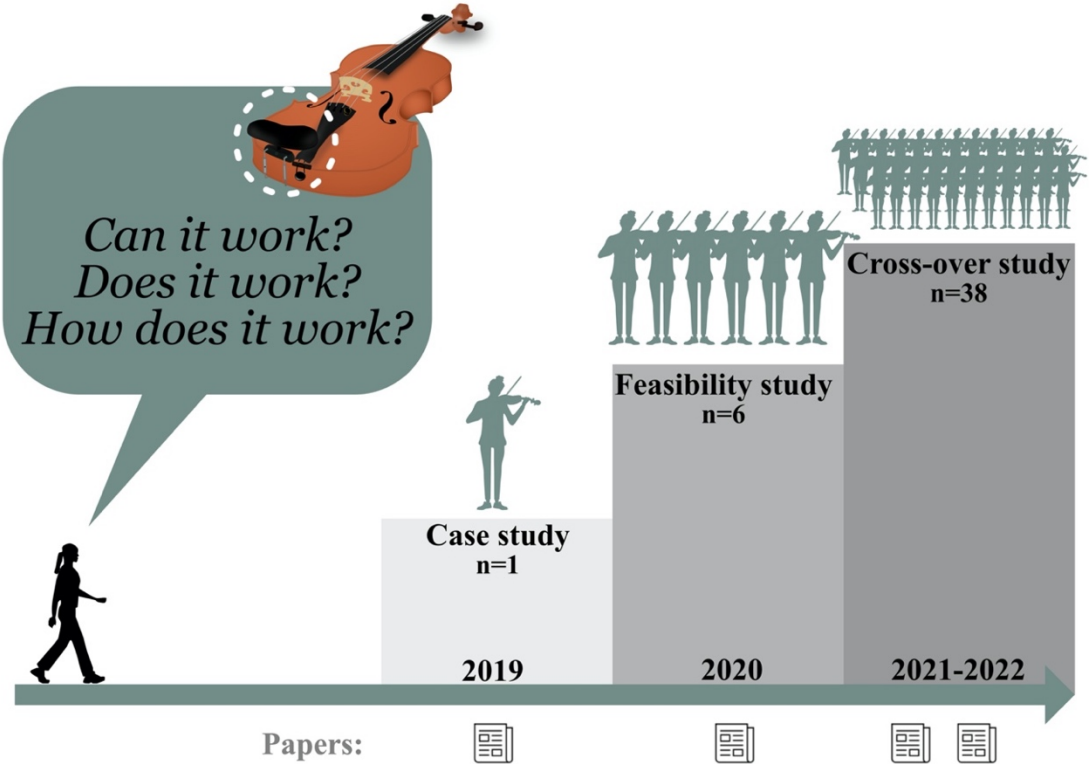 Can it work?
Does it work?
How does it work?
Case study
n=1
2019
Feasibility study
n=6
2020
Cross-over study
n=38
2021-2022
Papers: